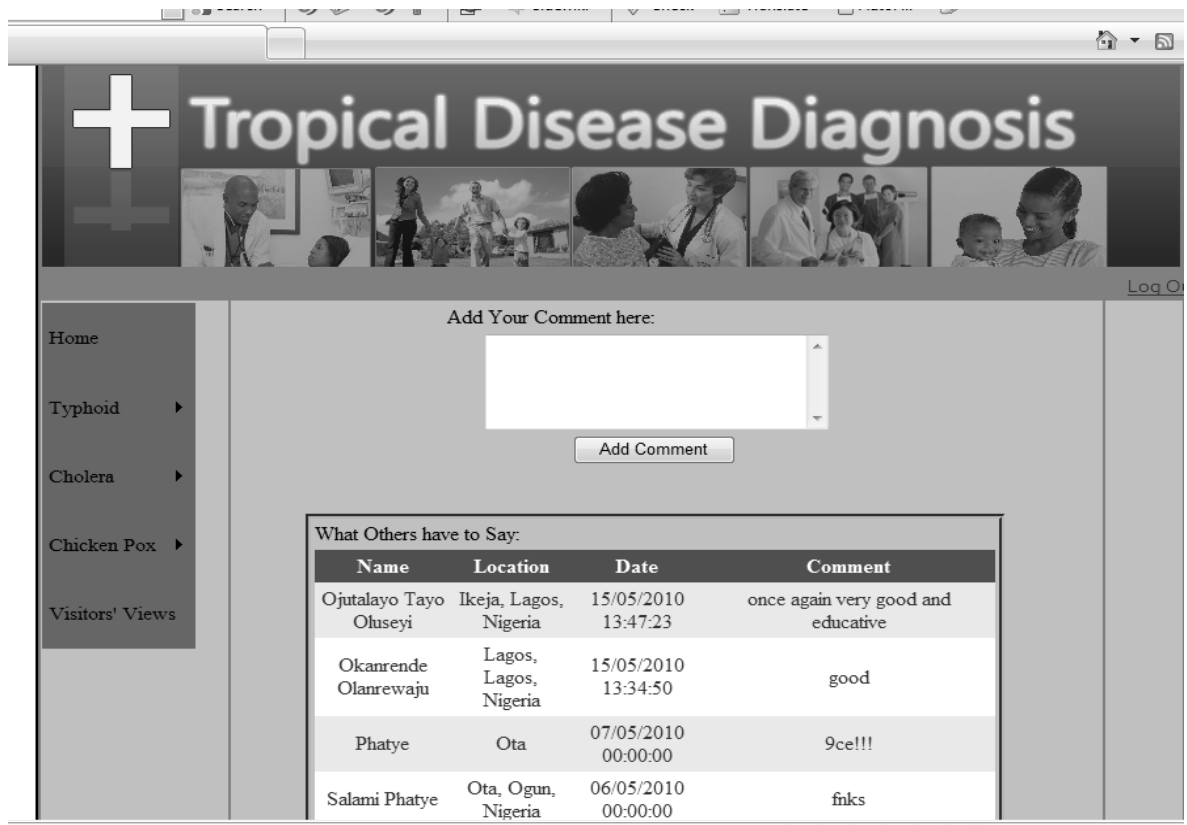 Tropical Disease Diagnosis
Log
Add Your Comment here:
Home
Typhoid
Cholera
Chicken Pox
Visitors' Views
Add Comment
What Others have to Say:
Name Location Date Comment
Ojutalayo Tayo Ikeja, Lagos, 15/05/2010 once again very good and
Oluseyi Nigeria 13:47:23 educative
Okanrende Lagos, 15/05/2010 good
Olanrewaju Lagos, 13:34:50
Nigeria
Phatye Ota 07/05/2010 9ce!!!
00:00:00
Salami Phatye Ota, Ogun, 06/05/2010 fnks
Nigeria 00:00:00